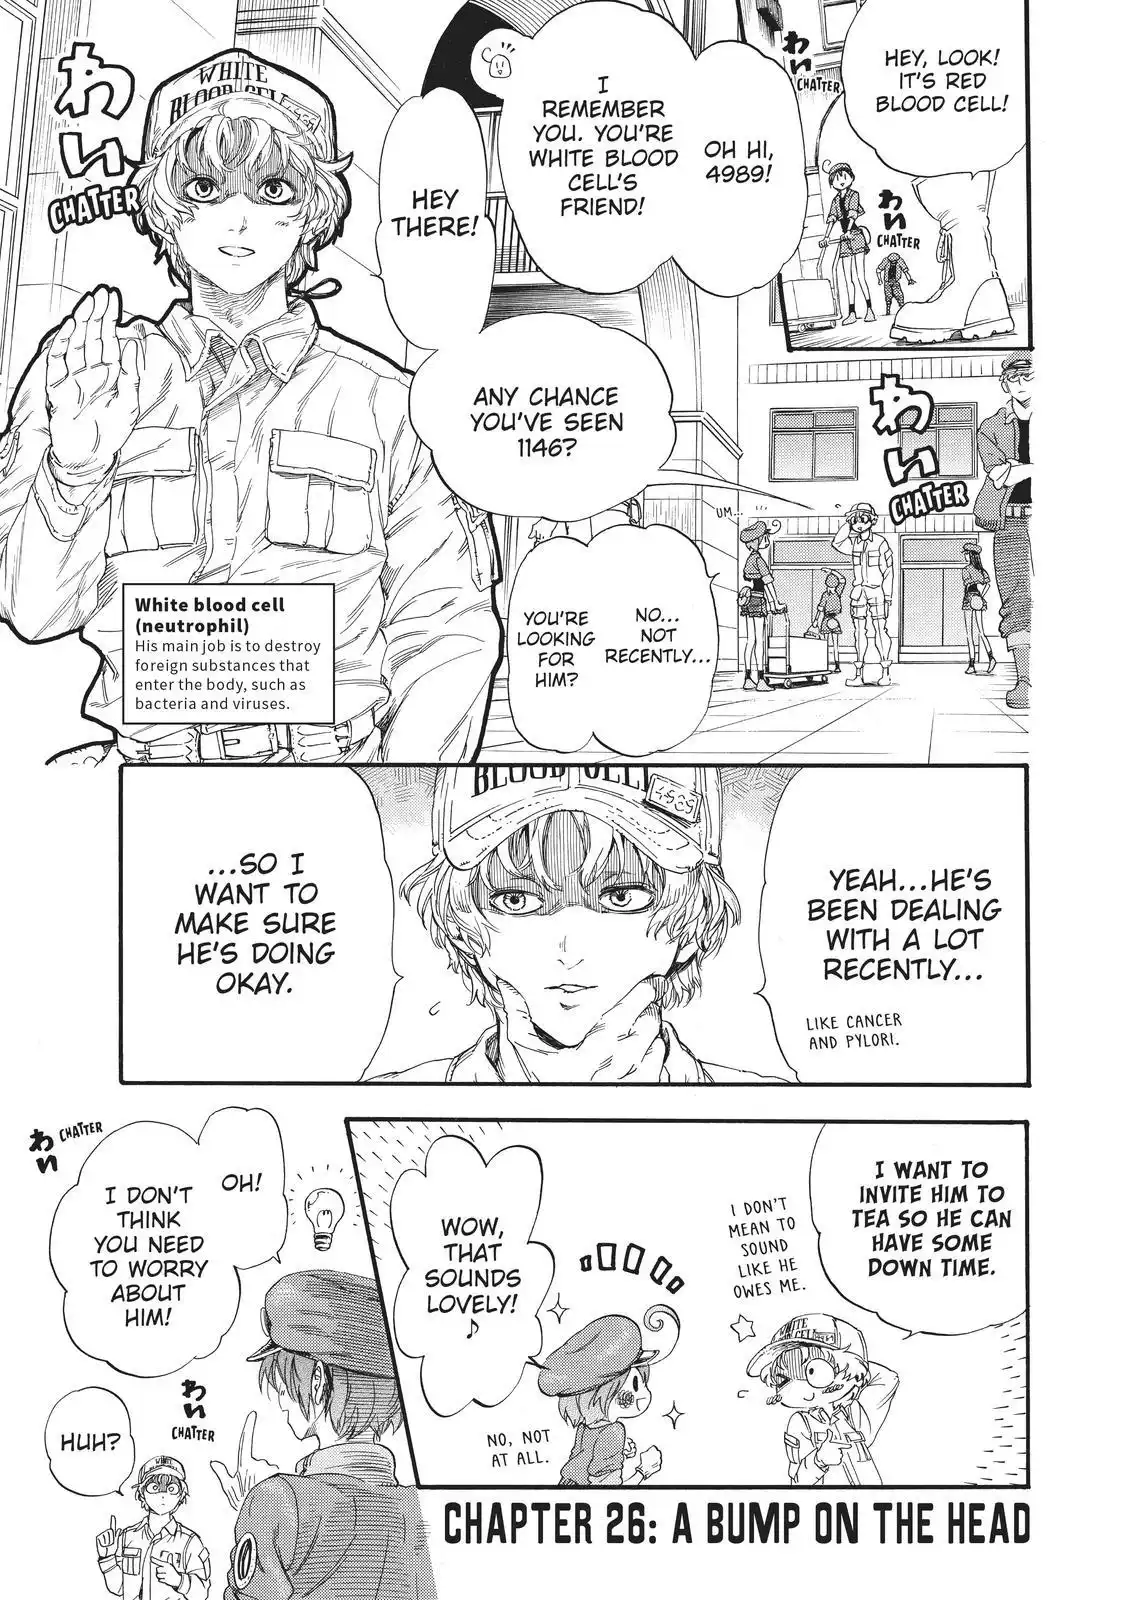 HEY, LOOK!
IT'S RED
BLOOD CELL!
わい
CHATTER
わい
CHATTER
OH HI,
4989!
I
REMEMBER
YOU. YOU'RE
WHITE BLOOD
CELL'S
FRIEND!
HEY
THERE!
わい
CHATTER
WHITE
BLOOD CELL
White blood cell
(neutrophil)
His main job is to destroy
foreign substances that
enter the body, such as
bacteria and viruses.
ANY CHANCE
YOU'VE SEEN
1146?
わい
CHATTER
UM...
NO...
NOT
RECENTLY...
YOU'RE
LOOKING
FOR
HIM?
BLOOD CELL
4989
YEAH...HE'S
BEEN DEALING
WITH A LOT
RECENTLY...
LIKE CANCER
AND PYLORI.
...SO I
WANT TO
MAKE SURE
HE'S DOING
OKAY.
I WANT TO
INVITE HIM TO
TEA SO HE CAN
HAVE SOME
DOWN TIME.
I DON'T
MEAN TO
SOUND
LIKE HE
OWES ME.
WHITE
WOW,
THAT
SOUNDS
LOVELY!
♪
NO, NOT
AT ALL.
わい
CHATTER
OH!
I DON'T
THINK
YOU NEED
TO WORRY
ABOUT
HIM!
わい
CHATTER
HUH?
WHITE
CHAPTER 26: A BUMP ON THE HEAD